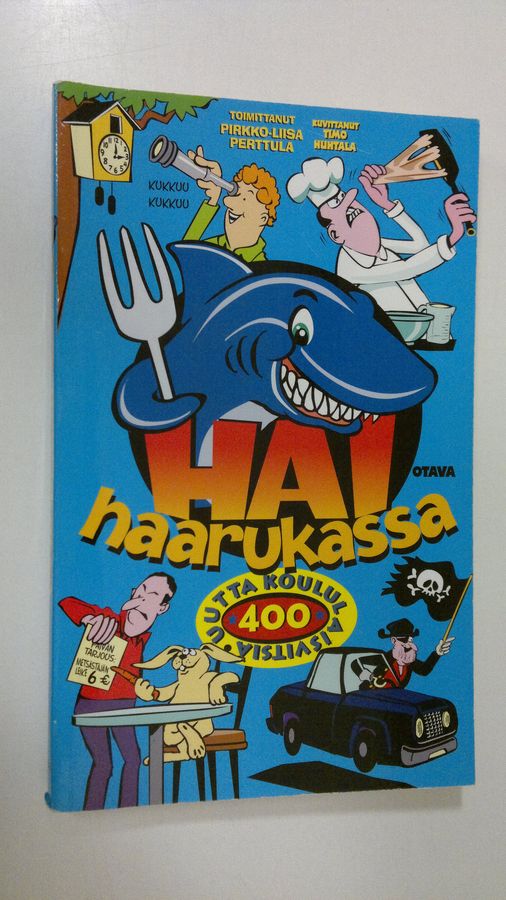 TOIMITTANUT
PIRKKO-LIISA
PERTTULA
KUVITTANUT
TIMO
HUHTALA
KUKKUU
KUKKUU
HAI
OTAVA
haarukassa
400
UUTTA KOULULAISVITSIÄ
PÄIVÄN
TARJOUS:
METSÄSTÄJÄN
LEIKE 6 €